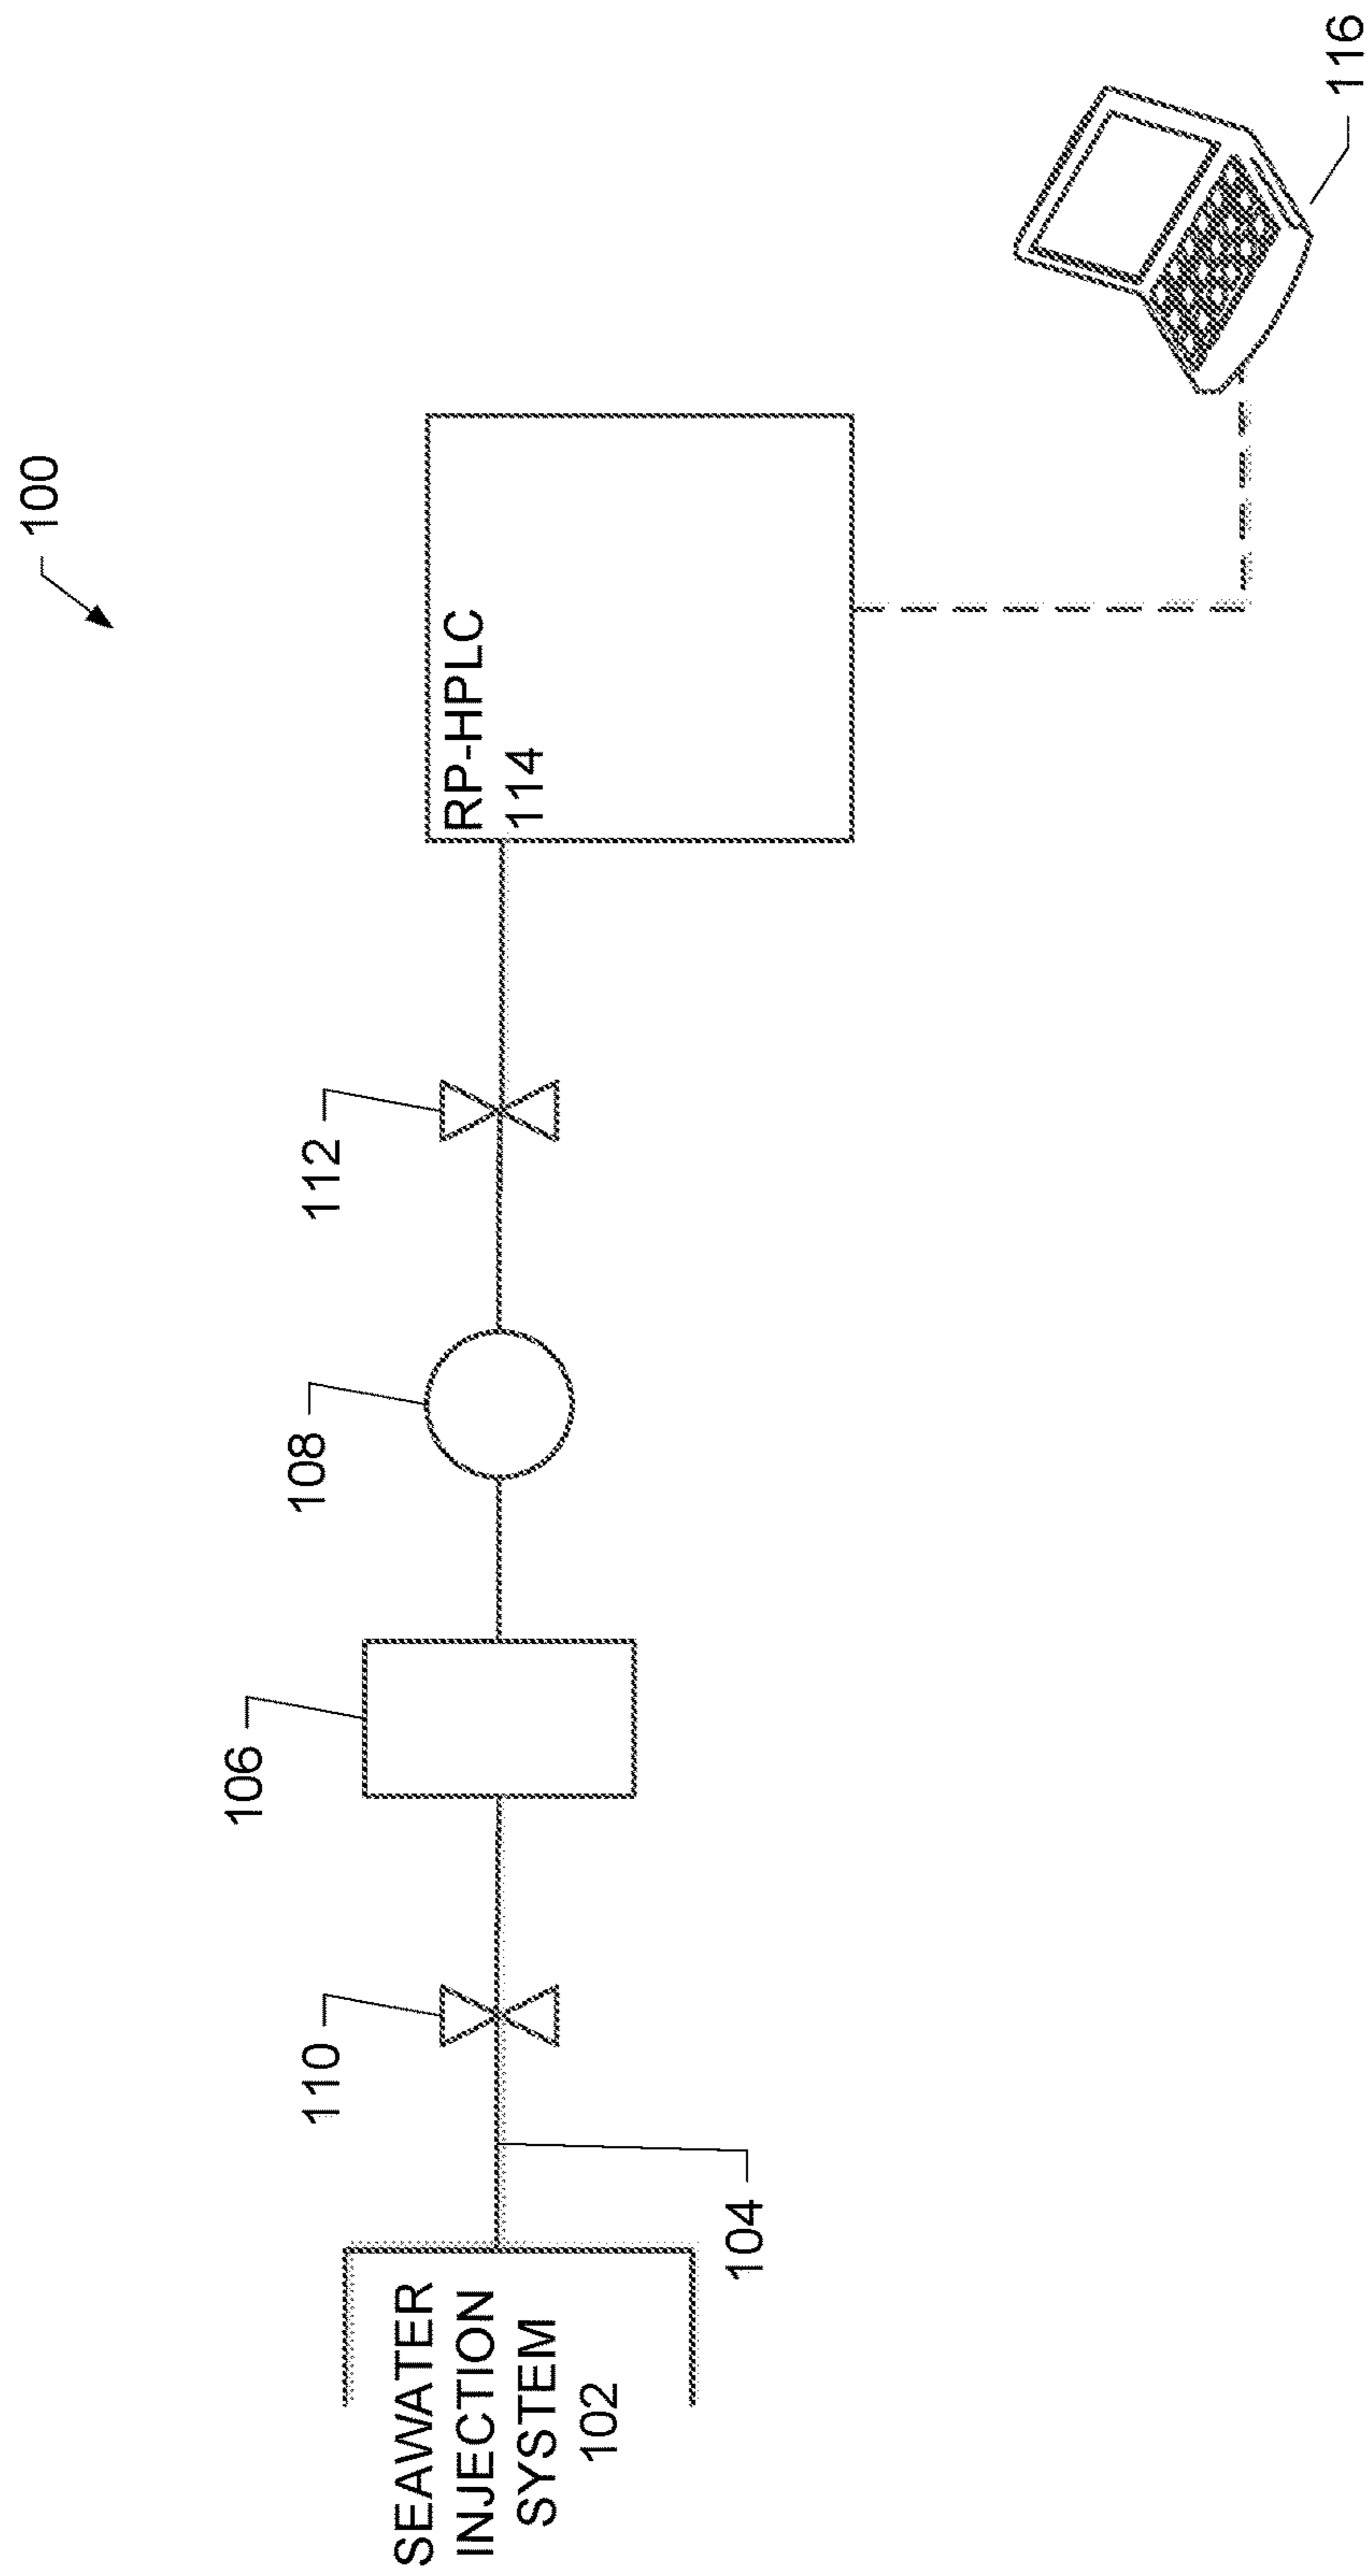 100
SEAWATER
INJECTION
SYSTEM
102
104
110
106
108
112
RP-HPLC
114
116